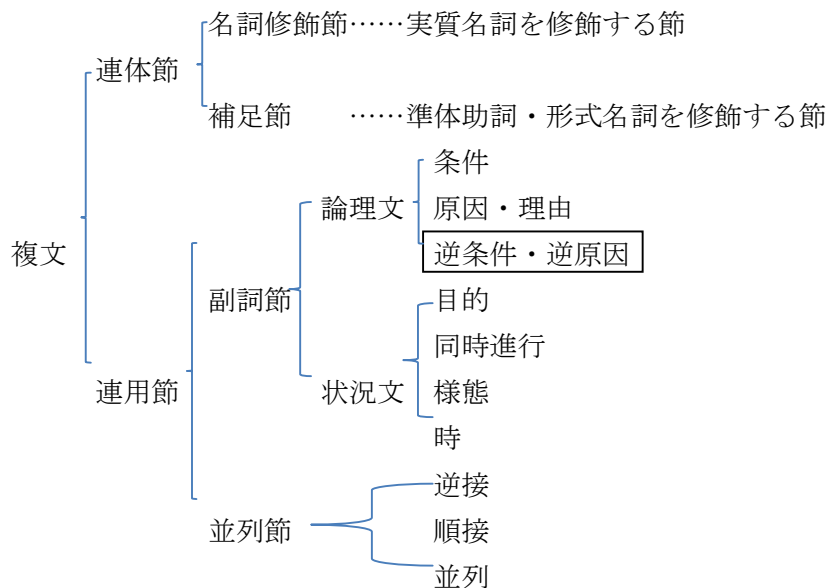 名詞修飾節……実質名詞を修飾する節
連体節
補足節 ……準体助詞・形式名詞を修飾する節
条件
論理文 原因・理由
複文 逆条件・逆原因
副詞節 目的
同時進行
連用節 状況文 様態
時
逆接
並列節 順接
並列